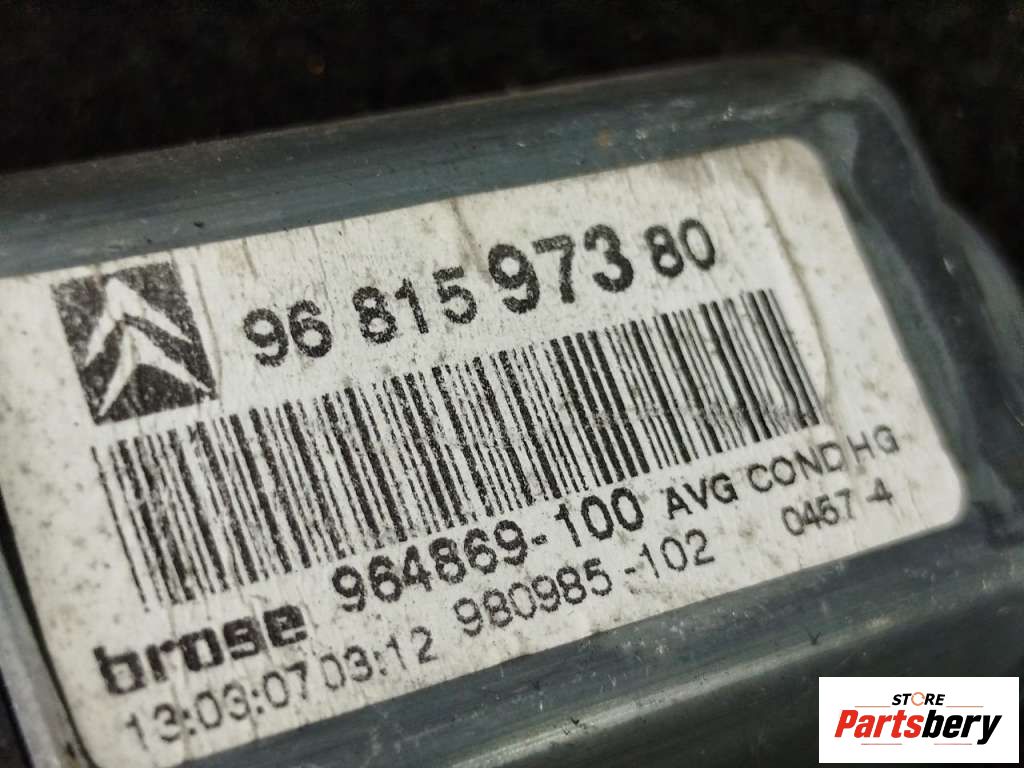 96 815 973 80
964869-100 AVG COND HG
brose 980985-102 0457-4
13:03:07 03:12
STORE
Partsbery